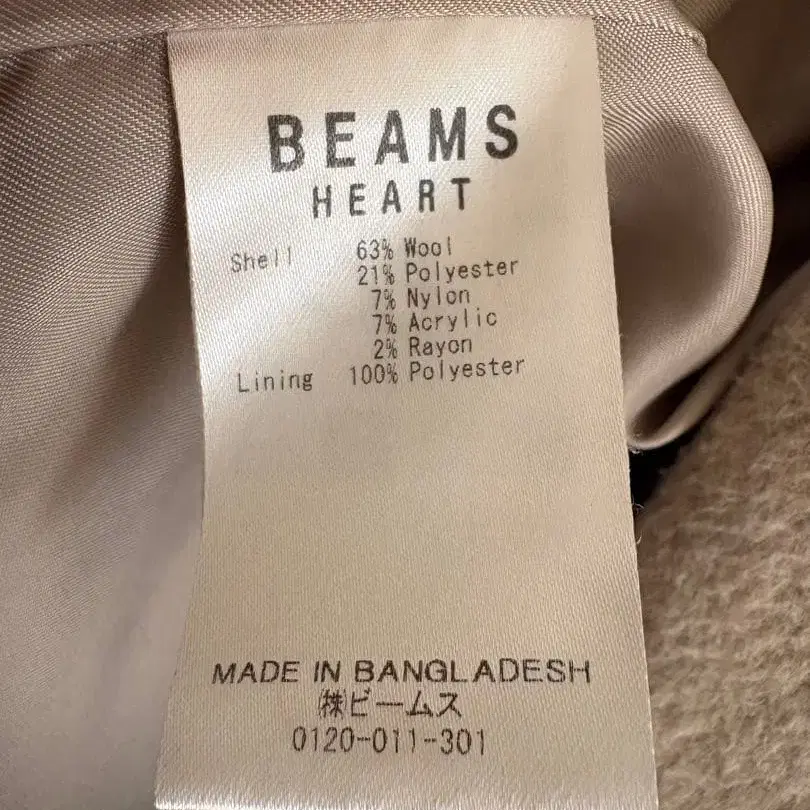 BEAMS
HEART
Shell 63% Wool
21% Polyester
7% Nylon
7% Acrylic
2% Rayon
Lining 100% Polyester
MADE IN BANGLADESH
㈱ビームス
0120-011-301